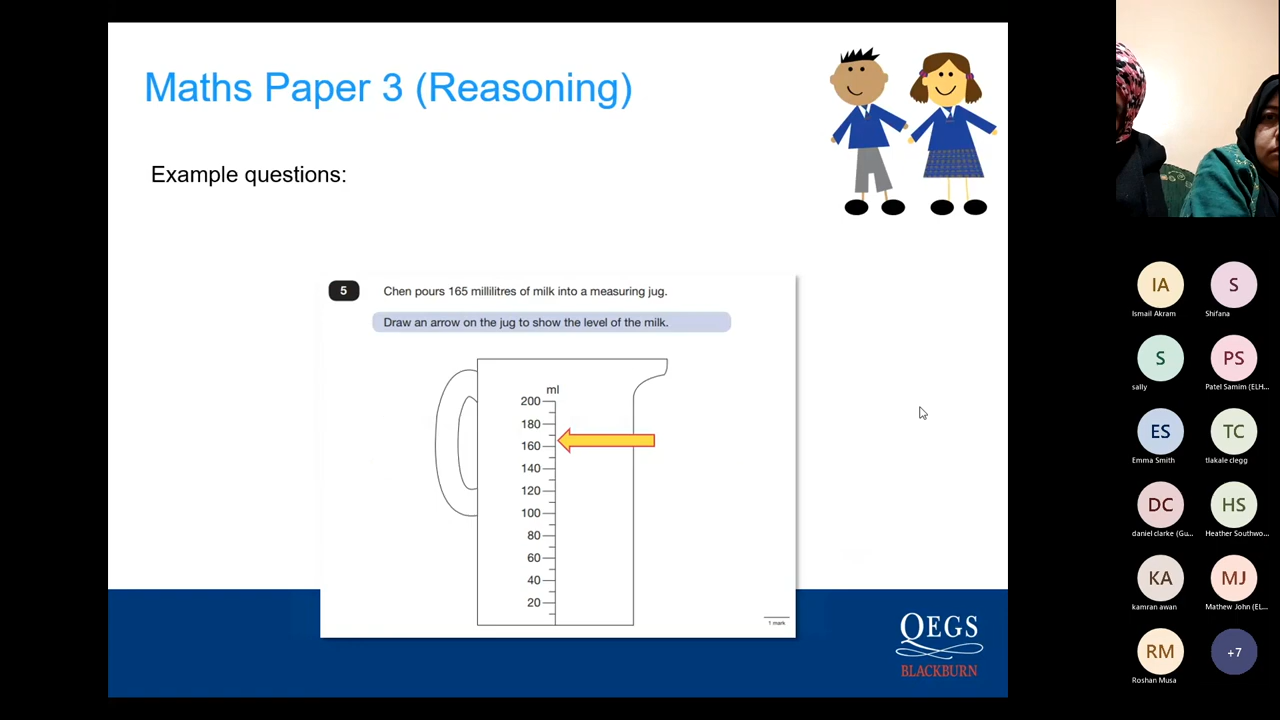 Maths Paper 3 (Reasoning)
Example questions:
5
Chen pours 165 millilitres of milk into a measuring jug.
Draw an arrow on the jug to show the level of the milk.
ml
200
180
160
140
120
100
80
60
40
20
1 mark
QEGS
BLACKBURN
IA
Ismail Akram
S
Shifana
S
sally
PS
Patel Samim (ELH...
ES
Emma Smith
TC
tlakale clegg
DC
daniel clarke (Gu...
HS
Heather Southwo...
KA
kamran awan
MJ
Mathew John (EL...
RM
Roshan Musa
+7